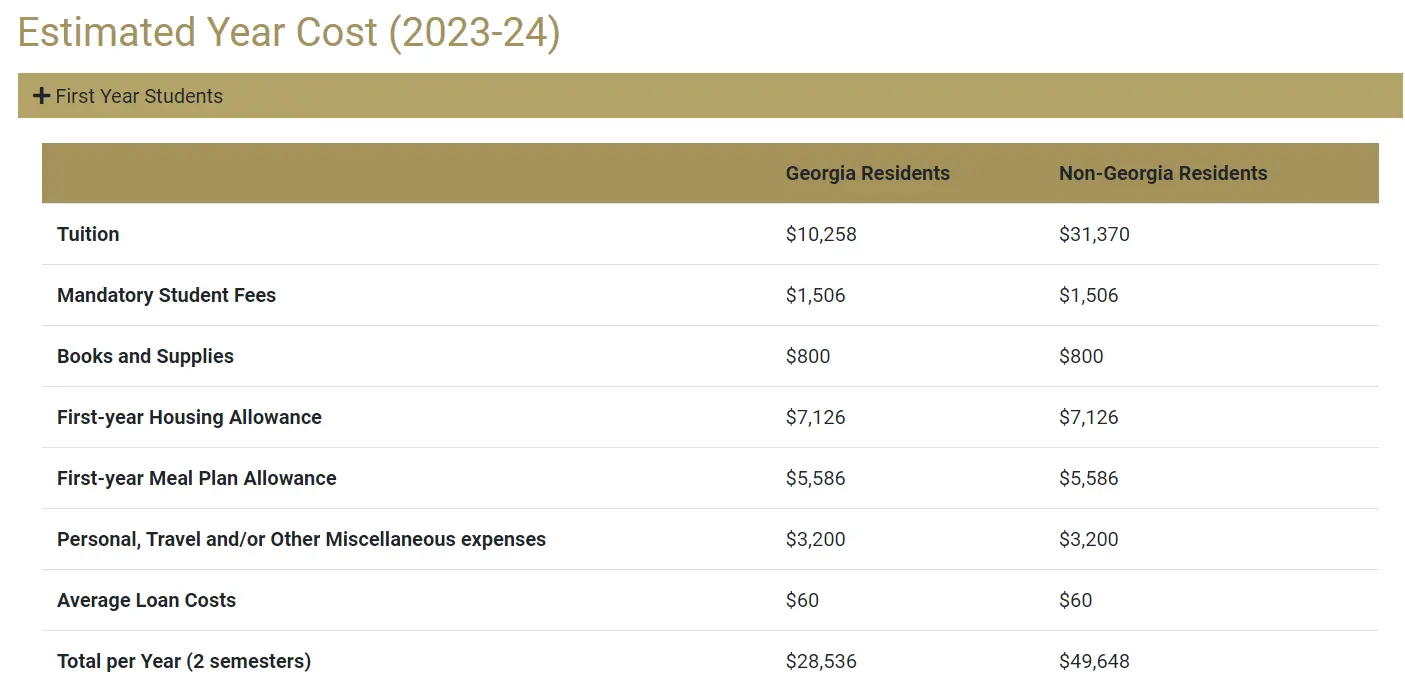 Estimated Year Cost (2023-24)
First Year Students
Georgia Residents Non-Georgia Residents
Tuition $10,258 $31,370
Mandatory Student Fees $1,506 $1,506
Books and Supplies $800 $800
First-year Housing Allowance $7,126 $7,126
First-year Meal Plan Allowance $5,586 $5,586
Personal, Travel and/or Other Miscellaneous expenses $3,200 $3,200
Average Loan Costs $60 $60
Total per Year (2 semesters) $28,536 $49,648